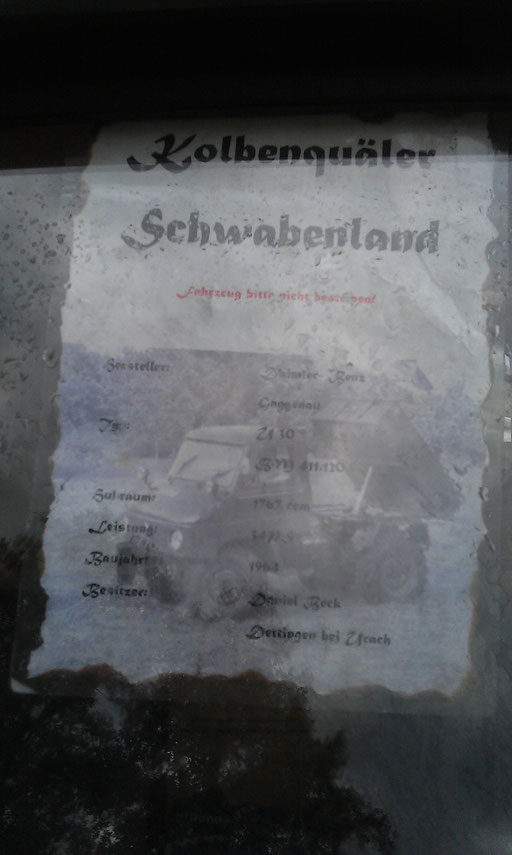 Kolbenquäler
Schwabenland
Fahrzeug bitte nicht besteigen!
Hersteller: Daimler Benz
Gaggenau
Typ: U 30
BM 411.120
Hubraum: 1767 ccm
Leistung:
Baujahr: 1964
Besitzer: Daniel Beck
Dettingen bei Urach